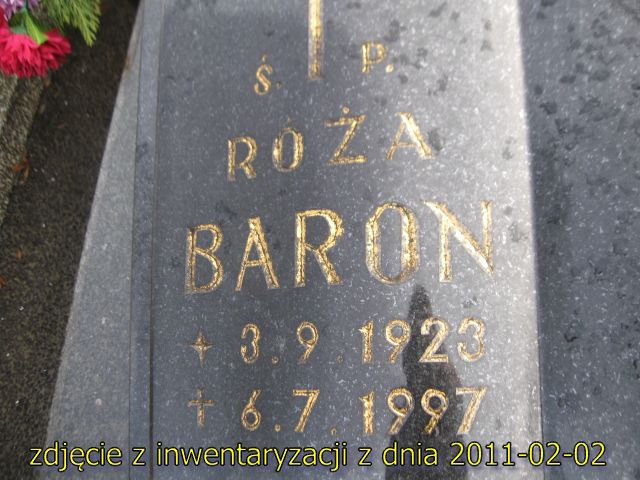 Ś. P.
RÓŻA
BARON
3.9.1923
† 6.7.1997
zdjęcie z inwentaryzacji z dnia 2011-02-02